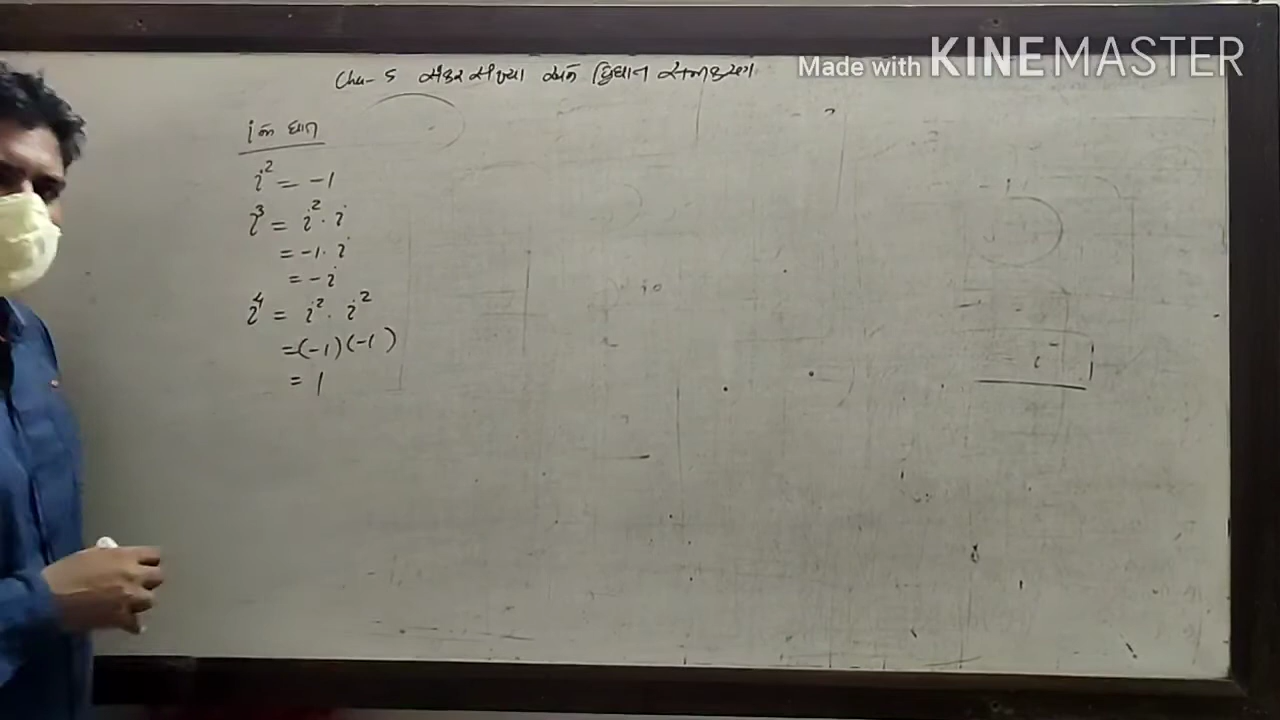 Made with KINEMASTER
Ch-5 સંકર સંખ્યા અને દ્વિઘાત સમીકરણ
i ના ઘાત
i² = -1
i³ = i² · i
= -1 · i
= -i
i⁴ = i² · i²
=(-1)(-1)
= 1